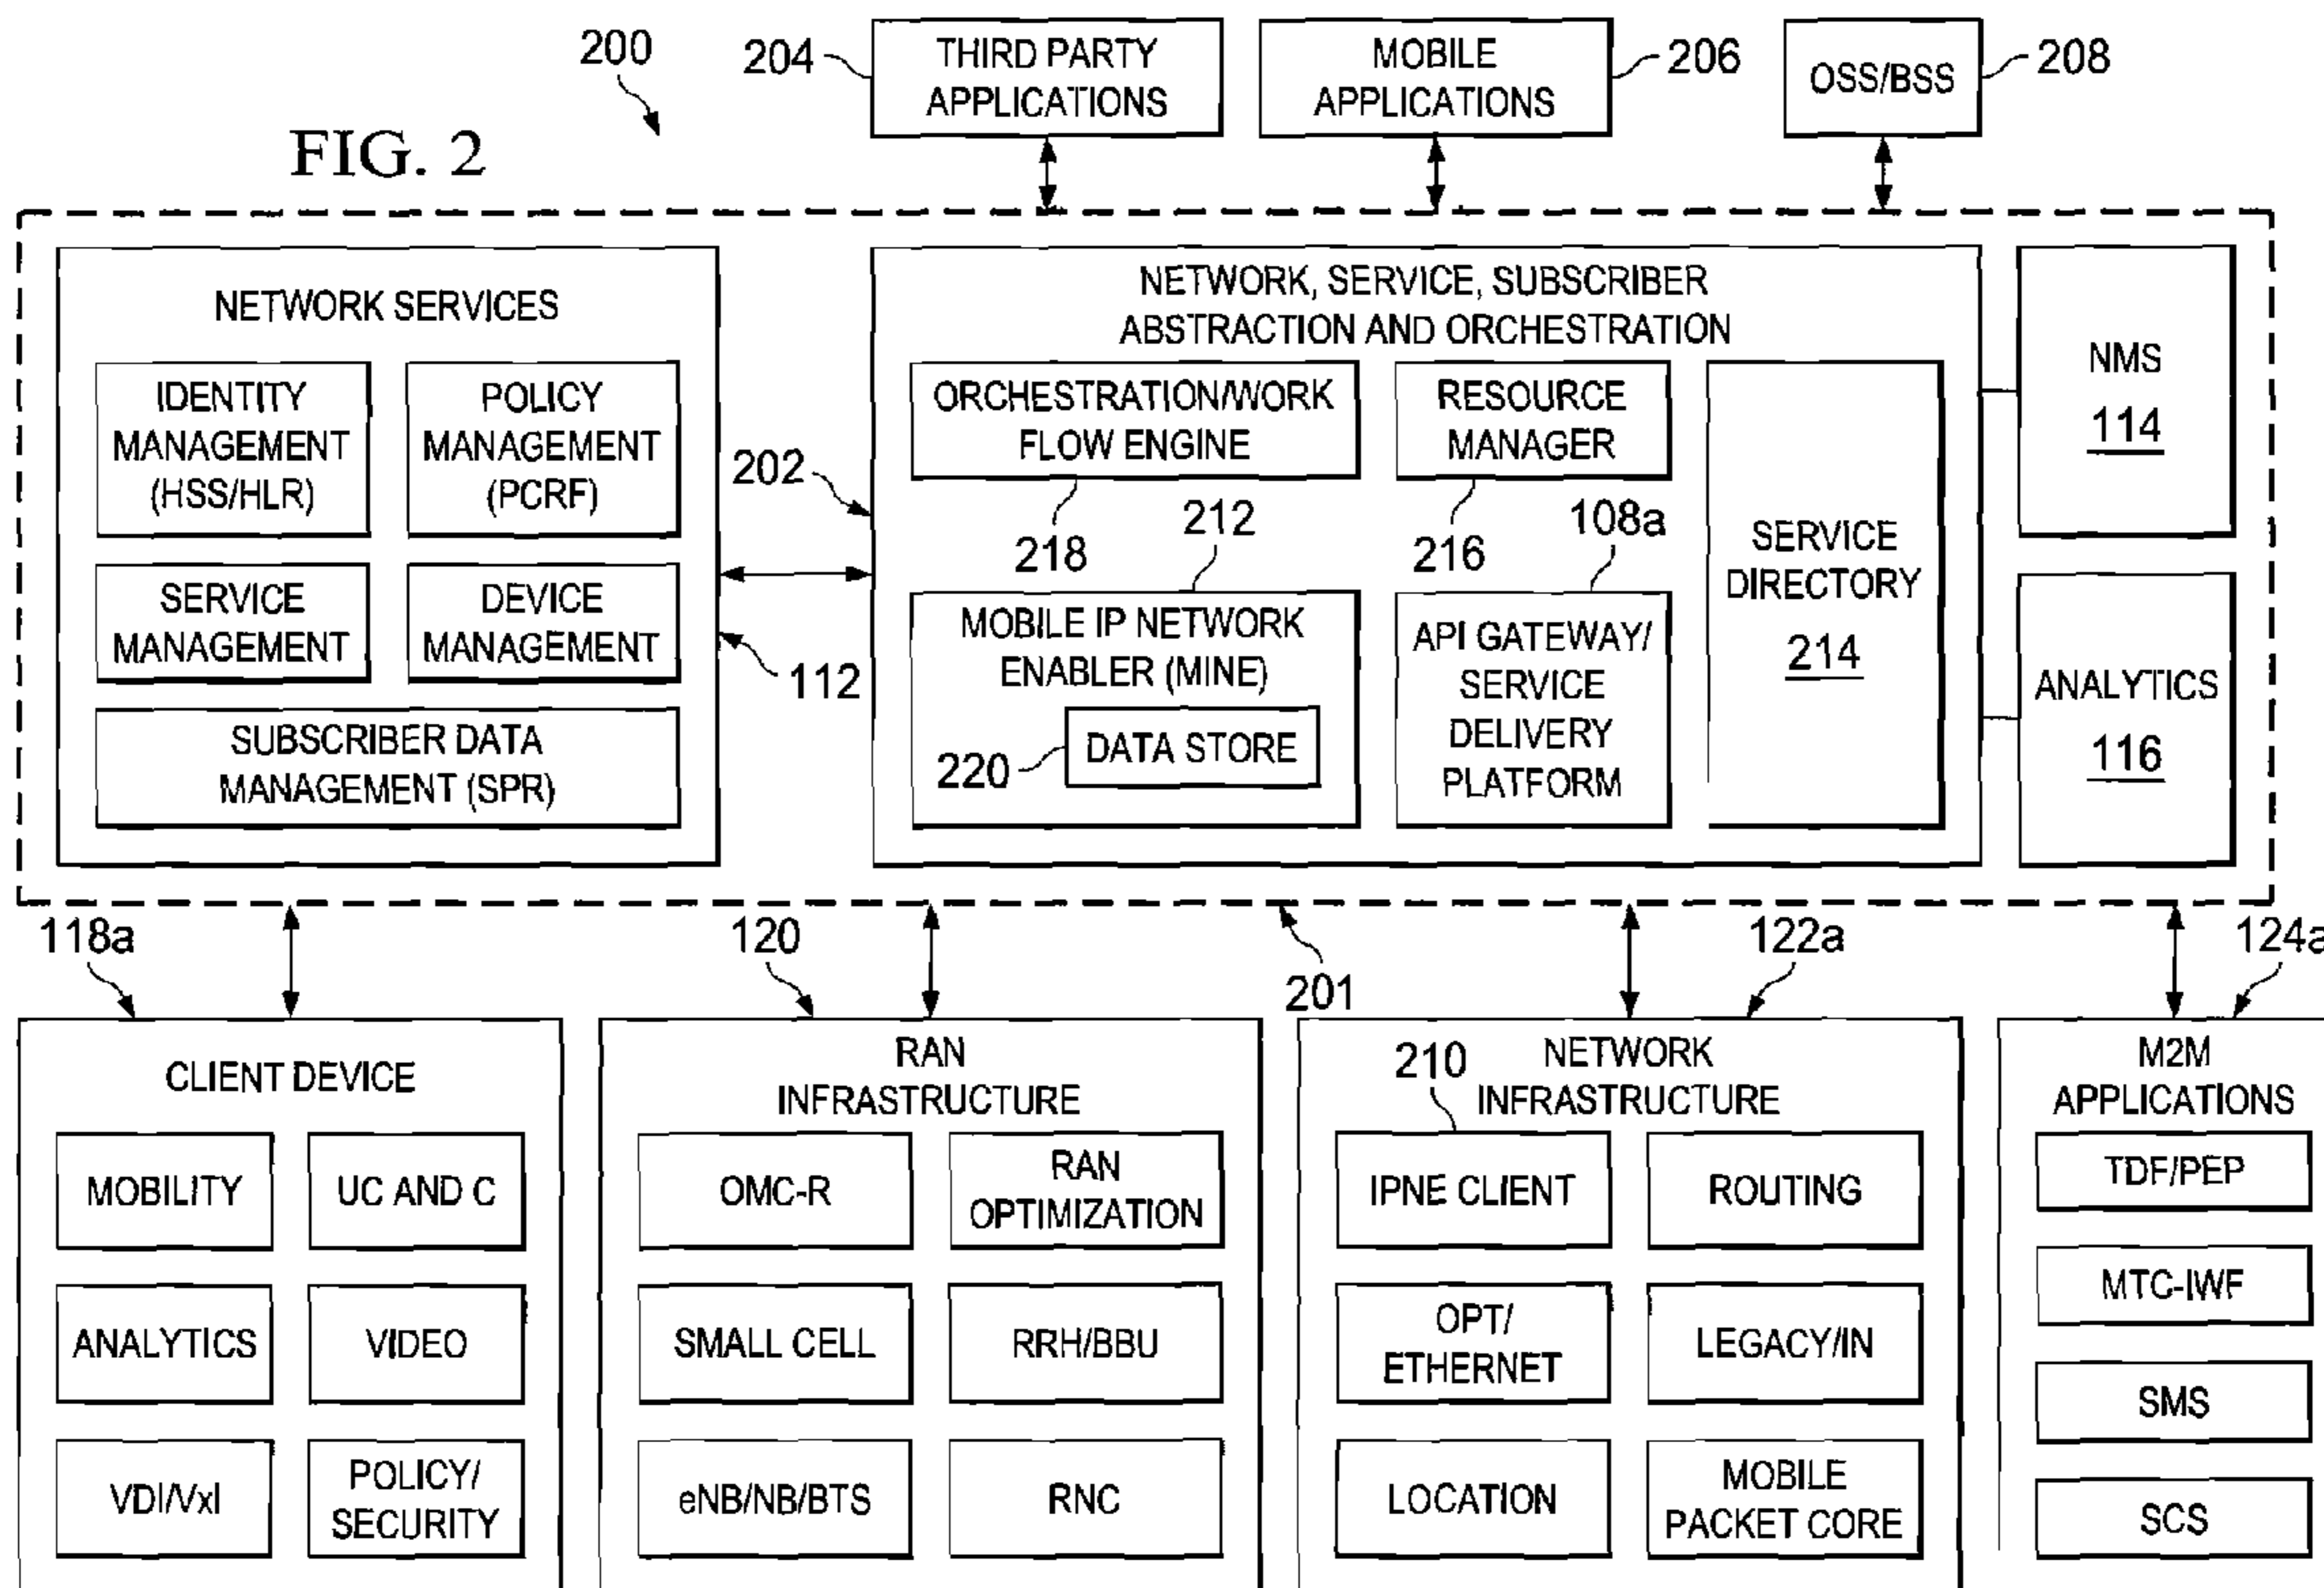 FIG. 2
200
204
THIRD PARTY
APPLICATIONS
MOBILE
APPLICATIONS
206
OSS/BSS
208
NETWORK SERVICES
IDENTITY
MANAGEMENT
(HSS/HLR)
POLICY
MANAGEMENT
(PCRF)
SERVICE
MANAGEMENT
DEVICE
MANAGEMENT
SUBSCRIBER DATA
MANAGEMENT (SPR)
112
202
NETWORK, SERVICE, SUBSCRIBER
ABSTRACTION AND ORCHESTRATION
ORCHESTRATION/WORK
FLOW ENGINE
218
RESOURCE
MANAGER
216
212
MOBILE IP NETWORK
ENABLER (MINE)
220
DATA STORE
108a
API GATEWAY/
SERVICE
DELIVERY
PLATFORM
SERVICE
DIRECTORY
214
NMS
114
ANALYTICS
116
201
118a
CLIENT DEVICE
MOBILITY
UC AND C
ANALYTICS
VIDEO
VDI/VxI
POLICY/
SECURITY
120
RAN
INFRASTRUCTURE
OMC-R
RAN
OPTIMIZATION
SMALL CELL
RRH/BBU
eNB/NB/BTS
RNC
122a
NETWORK
INFRASTRUCTURE
210
IPNE CLIENT
ROUTING
OPT/
ETHERNET
LEGACY/IN
LOCATION
MOBILE
PACKET CORE
124a
M2M
APPLICATIONS
TDF/PEP
MTC-IWF
SMS
SCS